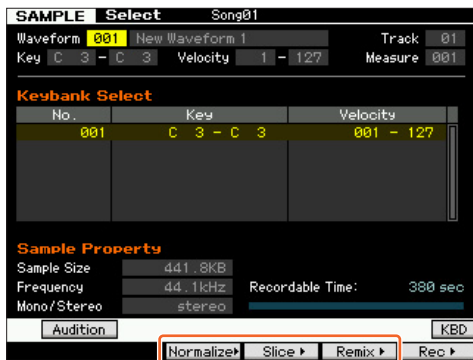 SAMPLE Select Song01
Waveform 001 New Waveform 1 Track 01
Key C 3 - C 3 Velocity 1 - 127 Measure 001
Keybank Select
No. Key Velocity
001 C 3 - C 3 001 - 127
Sample Property
Sample Size 441.8KB
Frequency 44.1kHz Recordable Time: 380 sec
Mono/Stereo stereo
Audition KBD
Normalize Slice Remix Rec